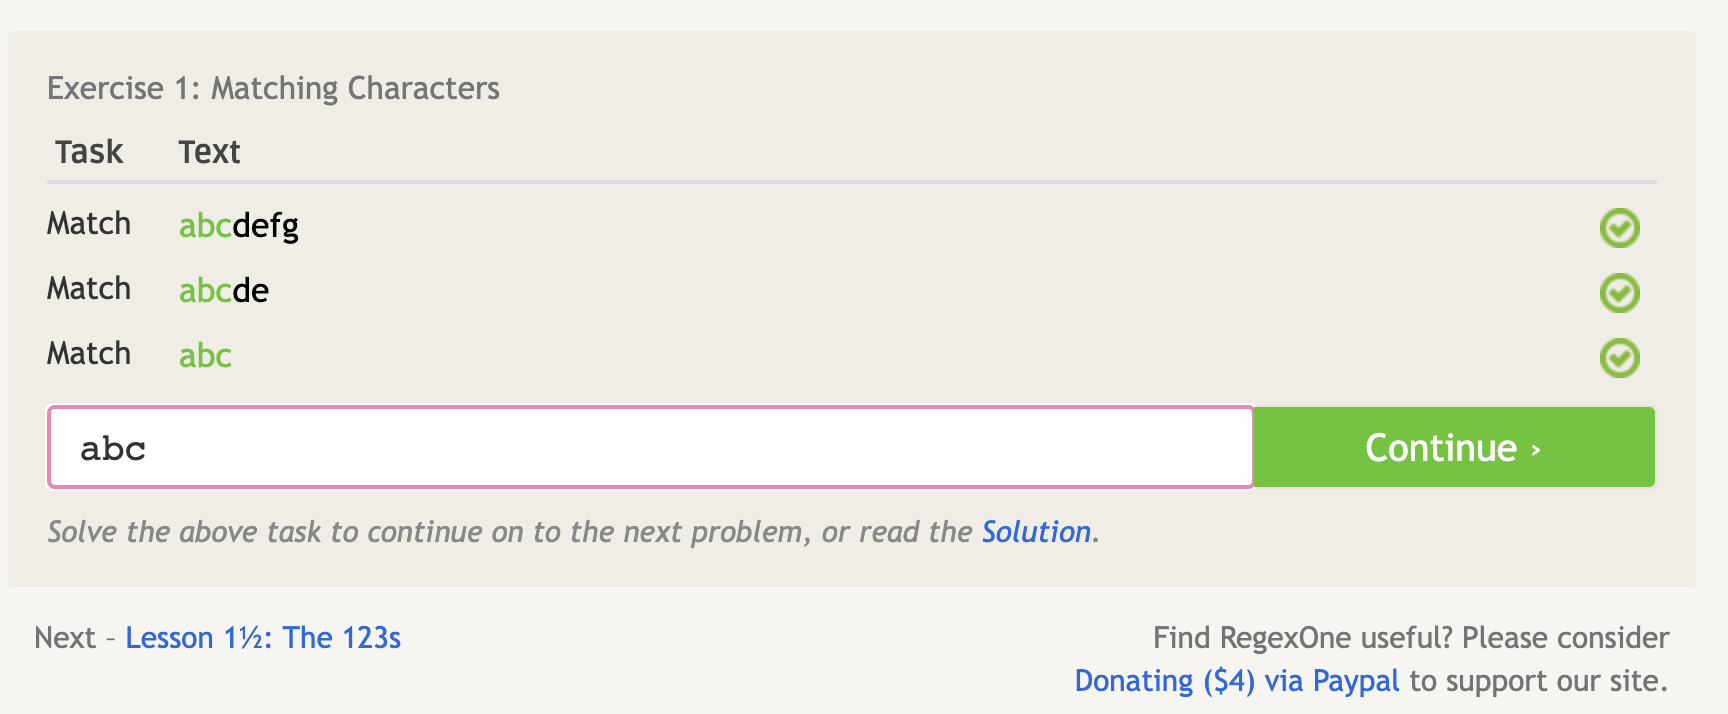 Exercise 1: Matching Characters
Task Text
Match abcdefg
Match abcde
Match abc
abc Continue ›
Solve the above task to continue on to the next problem, or read the Solution.
Next – Lesson 1½: The 123s
Find RegexOne useful? Please consider
Donating ($4) via Paypal to support our site.